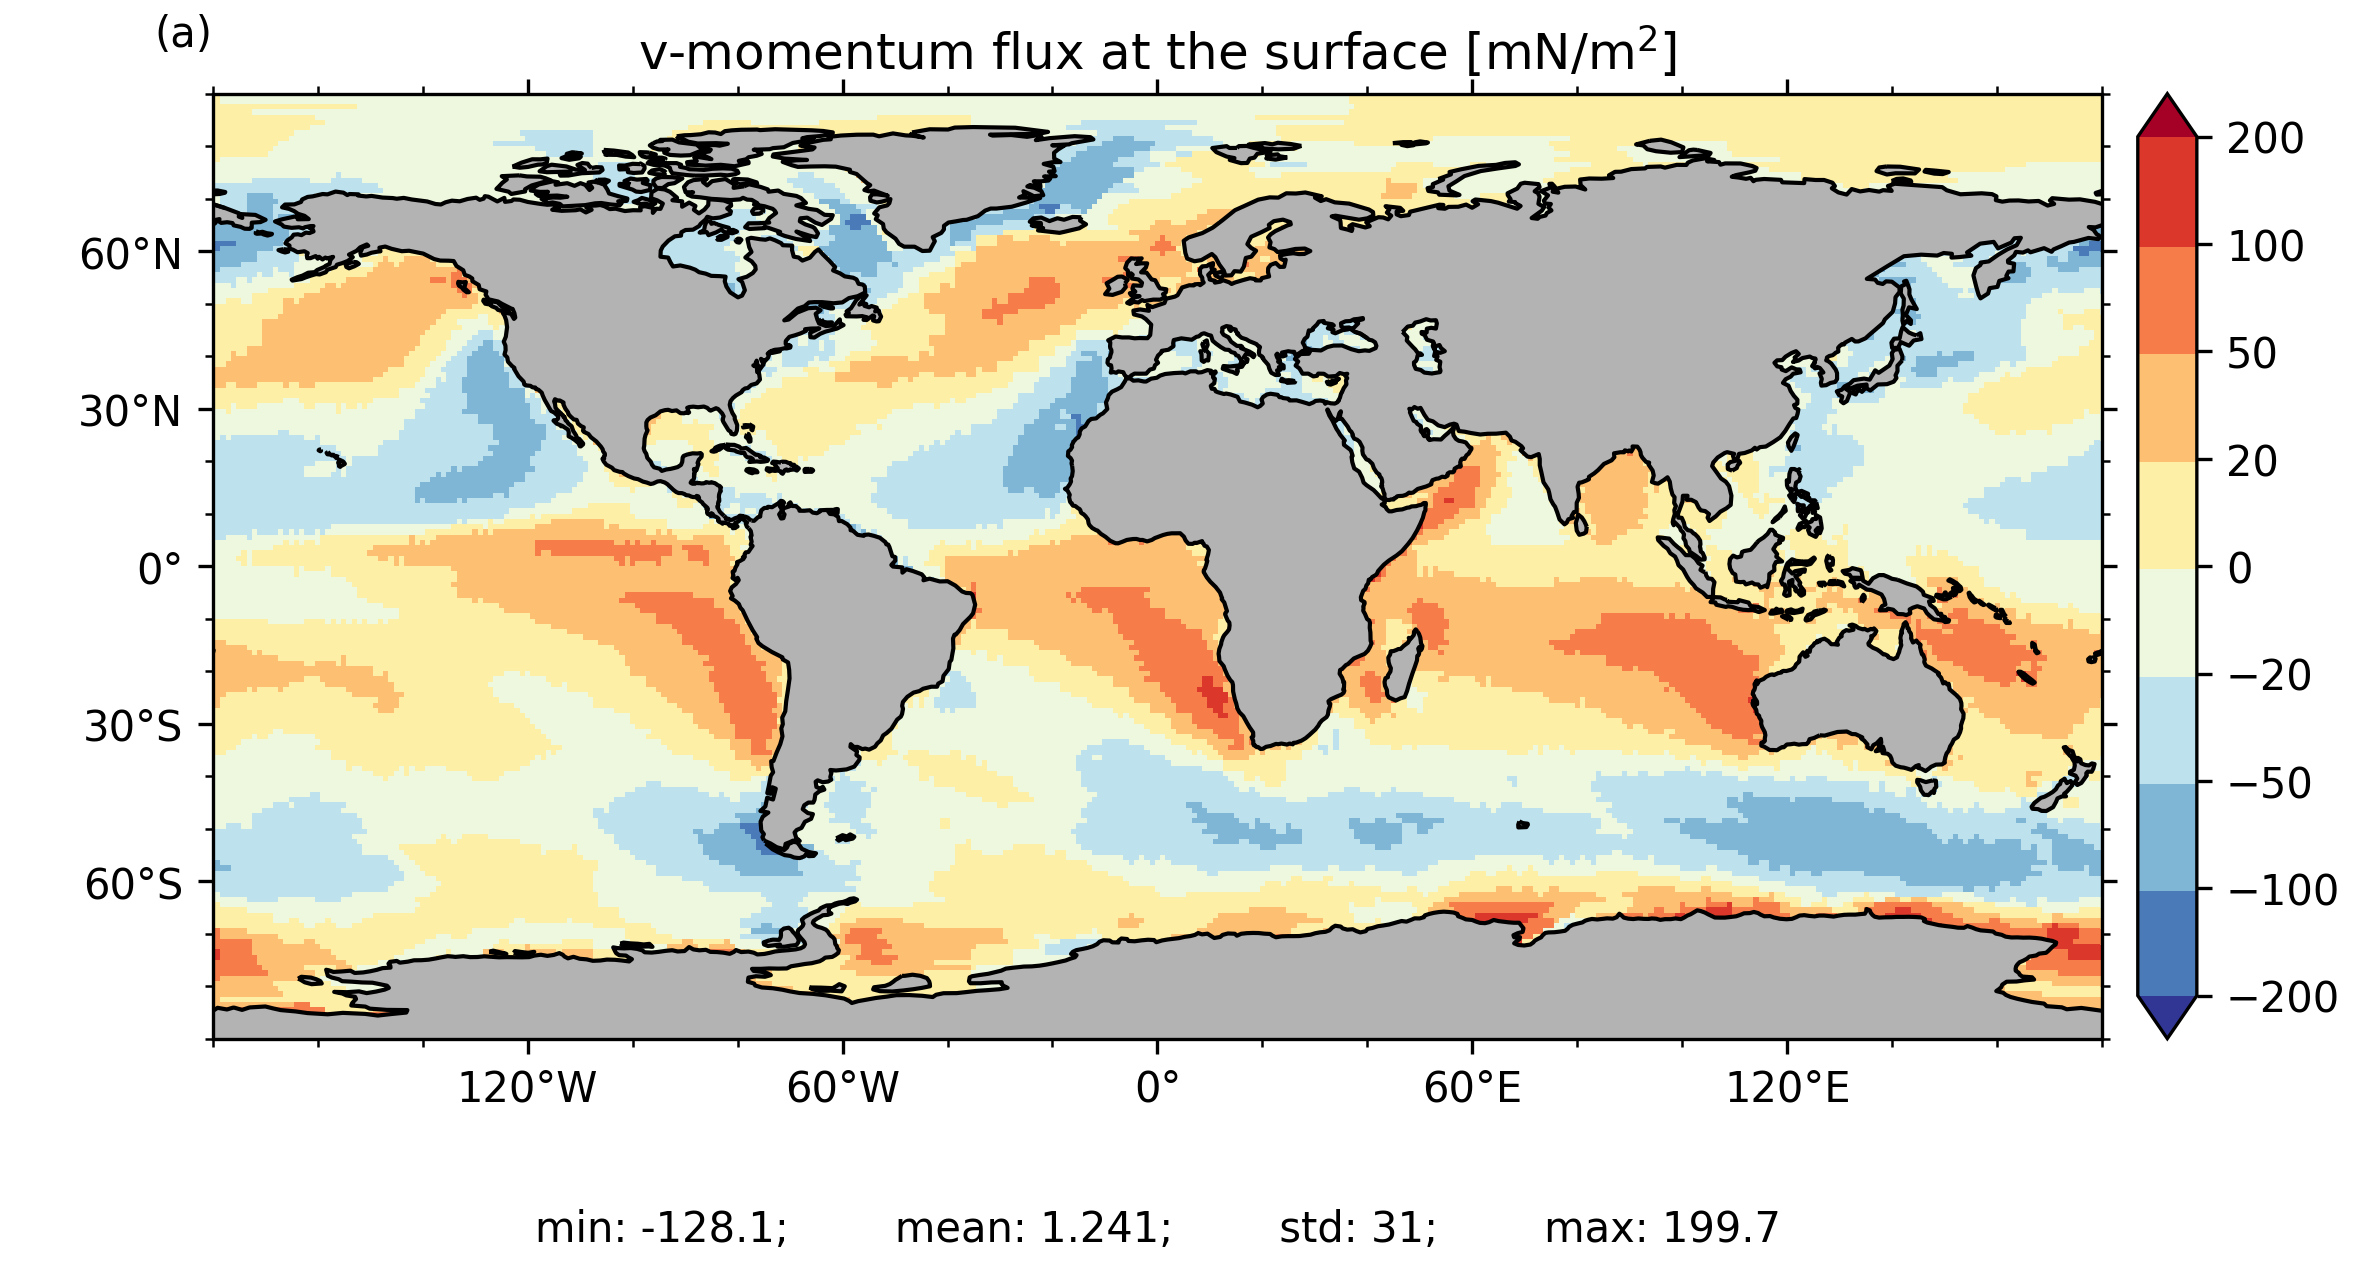 (a)
v-momentum flux at the surface [mN/m²]
60°N
30°N
0°
30°S
60°S
120°W 60°W 0° 60°E 120°E
200
100
50
20
0
−20
−50
−100
−200
min: -128.1; mean: 1.241; std: 31; max: 199.7